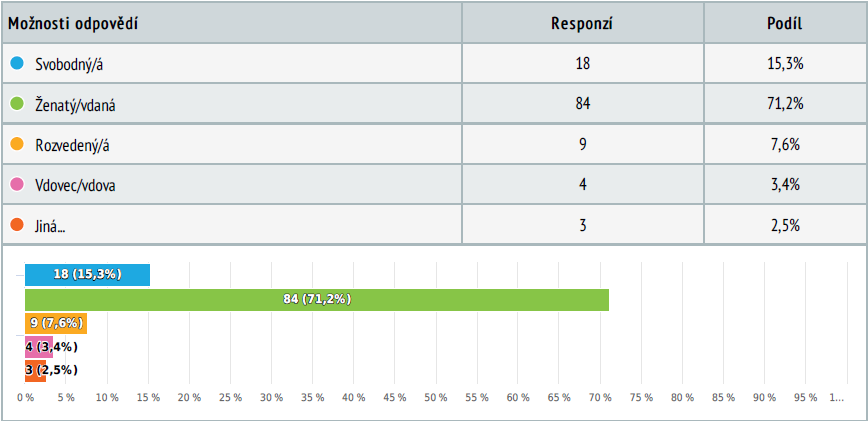 Možnosti odpovědí Responzí Podíl
Svobodný/á 18 15,3%
Ženatý/vdaná 84 71,2%
Rozvedený/á 9 7,6%
Vdovec/vdova 4 3,4%
Jiná... 3 2,5%
18 (15,3%)
84 (71,2%)
9 (7,6%)
4 (3,4%)
3 (2,5%)
0 % 5 % 10 % 15 % 20 % 25 % 30 % 35 % 40 % 45 % 50 % 55 % 60 % 65 % 70 % 75 % 80 % 85 % 90 % 95 % 1...